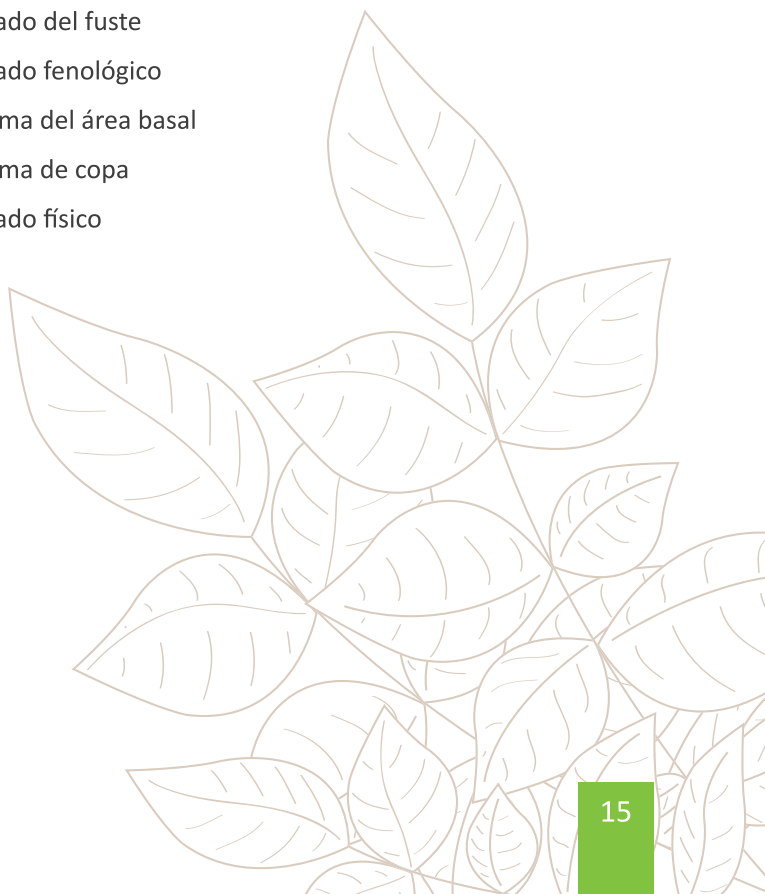 ado del fuste
ado fenológico
ma del área basal
ma de copa
ado físico
15